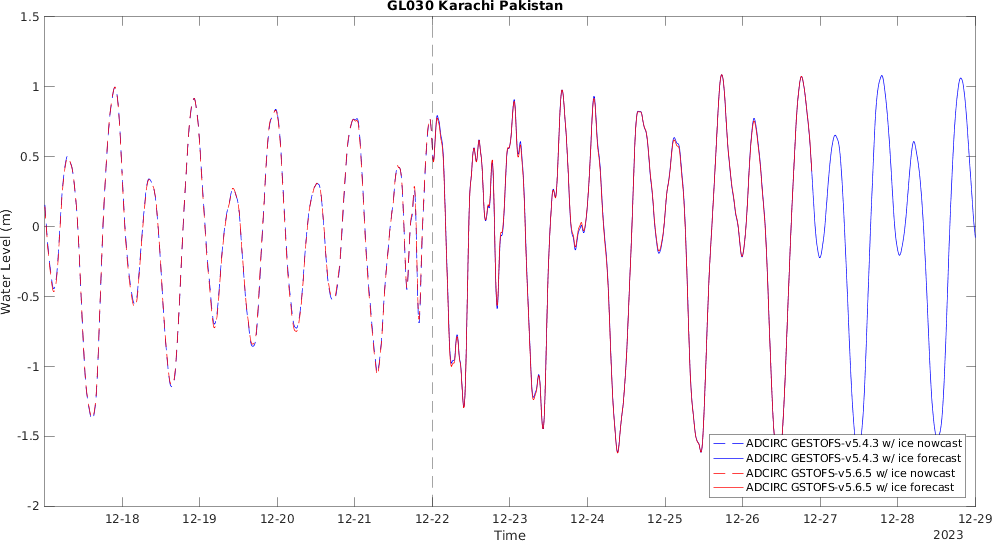 GL030 Karachi Pakistan
Water Level (m)
1.5
1
0.5
0
-0.5
-1
-1.5
-2
ADCIRC GESTOFS-v5.4.3 w/ ice nowcast
ADCIRC GESTOFS-v5.4.3 w/ ice forecast
ADCIRC GSTOFS-v5.6.5 w/ ice nowcast
ADCIRC GSTOFS-v5.6.5 w/ ice forecast
12-18 12-19 12-20 12-21 12-22 12-23 12-24 12-25 12-26 12-27 12-28 12-29
Time
2023